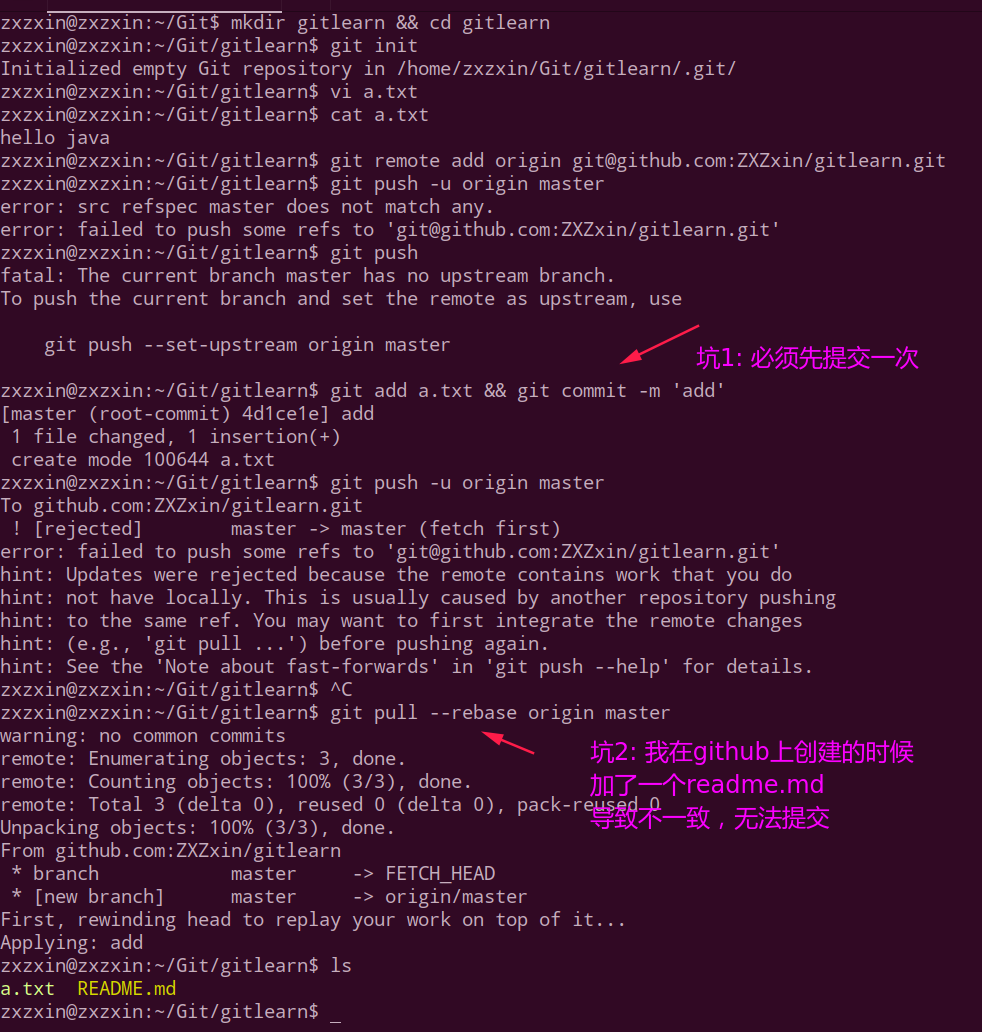 zxzxin@zxzxin:~/Git$ mkdir gitlearn && cd gitlearn
zxzxin@zxzxin:~/Git/gitlearn$ git init
Initialized empty Git repository in /home/zxzxin/Git/gitlearn/.git/
zxzxin@zxzxin:~/Git/gitlearn$ vi a.txt
zxzxin@zxzxin:~/Git/gitlearn$ cat a.txt
hello java
zxzxin@zxzxin:~/Git/gitlearn$ git remote add origin git@github.com:ZXZxin/gitlearn.git
zxzxin@zxzxin:~/Git/gitlearn$ git push -u origin master
error: src refspec master does not match any.
error: failed to push some refs to 'git@github.com:ZXZxin/gitlearn.git'
zxzxin@zxzxin:~/Git/gitlearn$ git push
fatal: The current branch master has no upstream branch.
To push the current branch and set the remote as upstream, use

    git push --set-upstream origin master
坑1: 必须先提交一次
zxzxin@zxzxin:~/Git/gitlearn$ git add a.txt && git commit -m 'add'
[master (root-commit) 4d1ce1e] add
 1 file changed, 1 insertion(+)
 create mode 100644 a.txt
zxzxin@zxzxin:~/Git/gitlearn$ git push -u origin master
To github.com:ZXZxin/gitlearn.git
 ! [rejected]        master -> master (fetch first)
error: failed to push some refs to 'git@github.com:ZXZxin/gitlearn.git'
hint: Updates were rejected because the remote contains work that you do
hint: not have locally. This is usually caused by another repository pushing
hint: to the same ref. You may want to first integrate the remote changes
hint: (e.g., 'git pull ...') before pushing again.
hint: See the 'Note about fast-forwards' in 'git push --help' for details.
zxzxin@zxzxin:~/Git/gitlearn$ ^C
zxzxin@zxzxin:~/Git/gitlearn$ git pull --rebase origin master
warning: no common commits
remote: Enumerating objects: 3, done.
remote: Counting objects: 100% (3/3), done.
remote: Total 3 (delta 0), reused 0 (delta 0), pack-reused 0
坑2: 我在github上创建的时候
加了一个readme.md
导致不一致，无法提交
Unpacking objects: 100% (3/3), done.
From github.com:ZXZxin/gitlearn
 * branch            master     -> FETCH_HEAD
 * [new branch]      master     -> origin/master
First, rewinding head to replay your work on top of it...
Applying: add
zxzxin@zxzxin:~/Git/gitlearn$ ls
a.txt  README.md
zxzxin@zxzxin:~/Git/gitlearn$ _